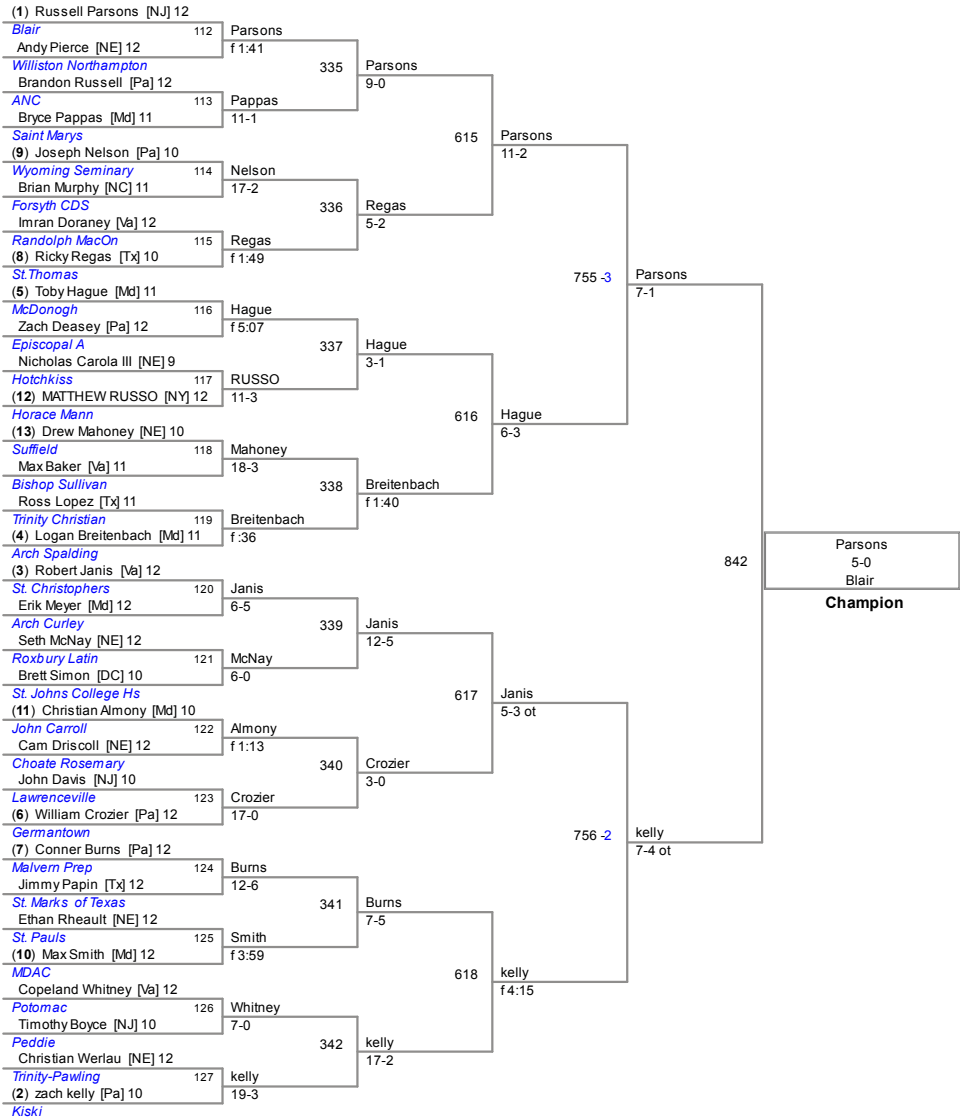 (1) Russell Parsons [NJ] 12
Blair
112
Andy Pierce [NE] 12
Williston Northampton
Brandon Russell [Pa] 12
ANC
113
Bryce Pappas [Md] 11
Saint Marys
(9) Joseph Nelson [Pa] 10
Wyoming Seminary
114
Brian Murphy [NC] 11
Forsyth CDS
Imran Doraney [Va] 12
Randolph MacOn
115
(8) Ricky Regas [Tx] 10
St.Thomas
(5) Toby Hague [Md] 11
McDonogh
116
Zach Deasey [Pa] 12
Episcopal A
Nicholas Carola III [NE] 9
Hotchkiss
117
(12) MATTHEW RUSSO [NY] 12
Horace Mann
(13) Drew Mahoney [NE] 10
Suffield
118
Max Baker [Va] 11
Bishop Sullivan
Ross Lopez [Tx] 11
Trinity Christian
119
(4) Logan Breitenbach [Md] 11
Arch Spalding
(3) Robert Janis [Va] 12
St. Christophers
120
Erik Meyer [Md] 12
Arch Curley
Seth McNay [NE] 12
Roxbury Latin
121
Brett Simon [DC] 10
St. Johns College Hs
(11) Christian Almony [Md] 10
John Carroll
122
Cam Driscoll [NE] 12
Choate Rosemary
John Davis [NJ] 10
Lawrenceville
123
(6) William Crozier [Pa] 12
Germantown
(7) Conner Burns [Pa] 12
Malvern Prep
124
Jimmy Papin [Tx] 12
St. Marks of Texas
Ethan Rheault [NE] 12
St. Pauls
125
(10) Max Smith [Md] 12
MDAC
Copeland Whitney [Va] 12
Potomac
126
Timothy Boyce [NJ] 10
Peddie
Christian Werlau [NE] 12
Trinity-Pawling
127
(2) zach kelly [Pa] 10
Kiski
Parsons
f 1:41
335
Pappas
11-1
Nelson
17-2
336
Regas
f 1:49
Hague
f 5:07
337
RUSSO
11-3
Mahoney
18-3
338
Breitenbach
f :36
Janis
6-5
339
McNay
6-0
Almony
f 1:13
340
Crozier
17-0
Burns
12-6
341
Smith
f 3:59
Whitney
7-0
342
kelly
19-3
Parsons
9-0
615
Regas
5-2
Hague
3-1
616
Breitenbach
f 1:40
Janis
12-5
617
Crozier
3-0
Burns
7-5
618
kelly
17-2
Parsons
11-2
755 -3
Hague
6-3
Janis
5-3 ot
756 -2
kelly
f 4:15
Parsons
7-1
842
kelly
7-4 ot
Parsons
5-0
Blair
Champion